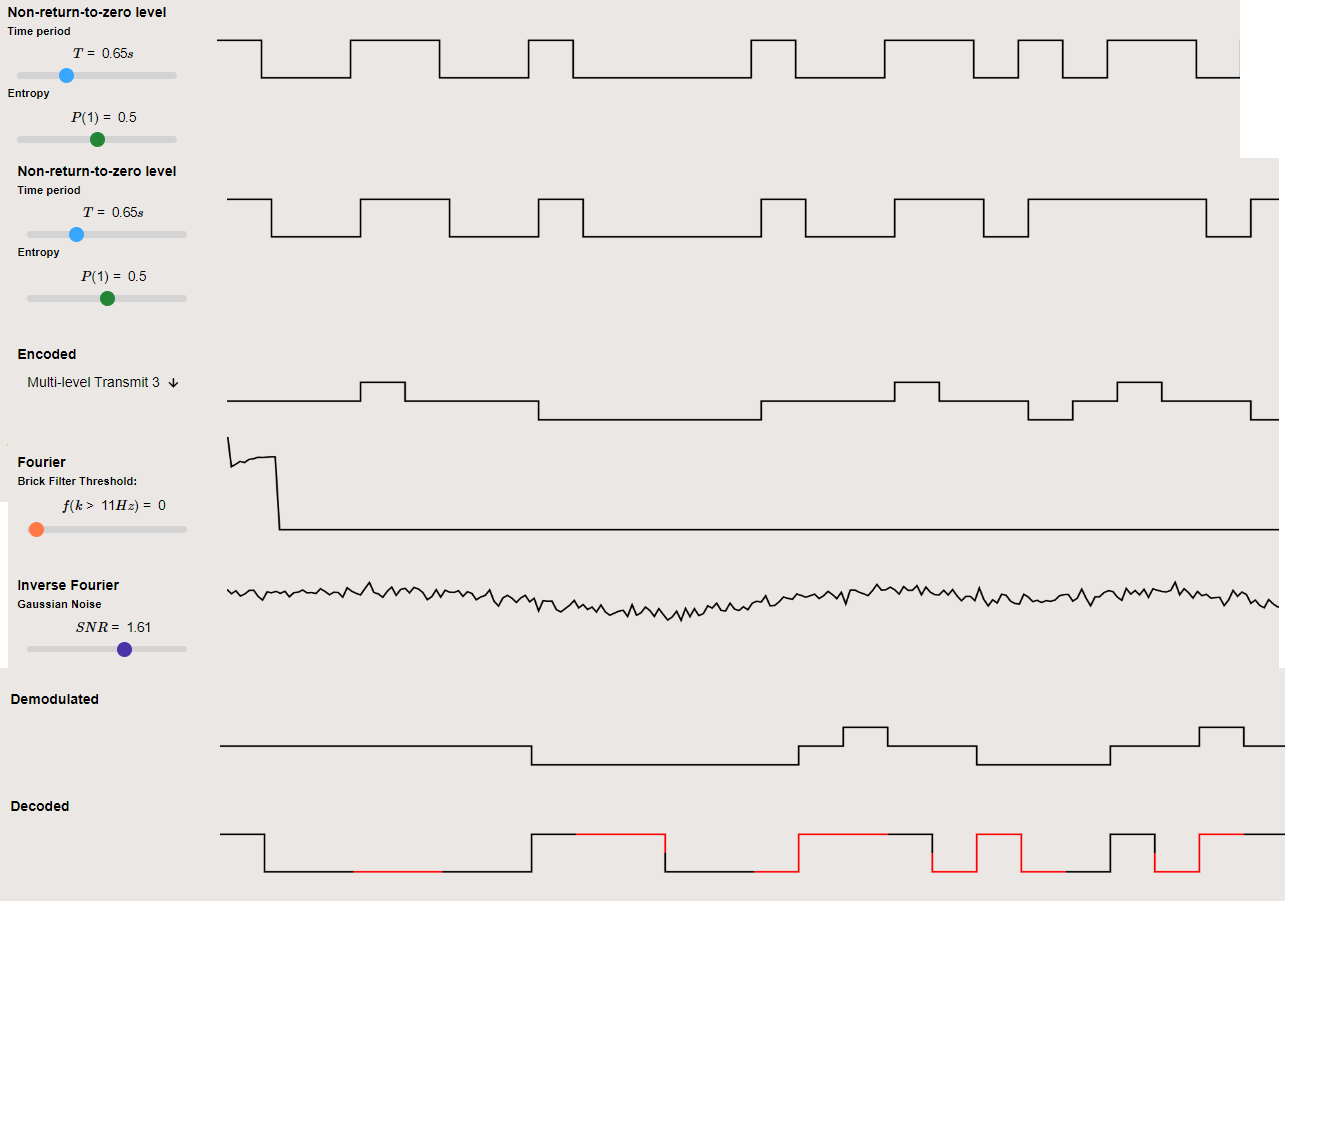 Non-return-to-zero level
Time period
T = 0.65s
Entropy
P(1) = 0.5
Non-return-to-zero level
Time period
T = 0.65s
Entropy
P(1) = 0.5
Encoded
Multi-level Transmit 3 ↓
Fourier
Brick Filter Threshold:
f(k > 11Hz) = 0
Inverse Fourier
Gaussian Noise
SNR = 1.61
Demodulated
Decoded